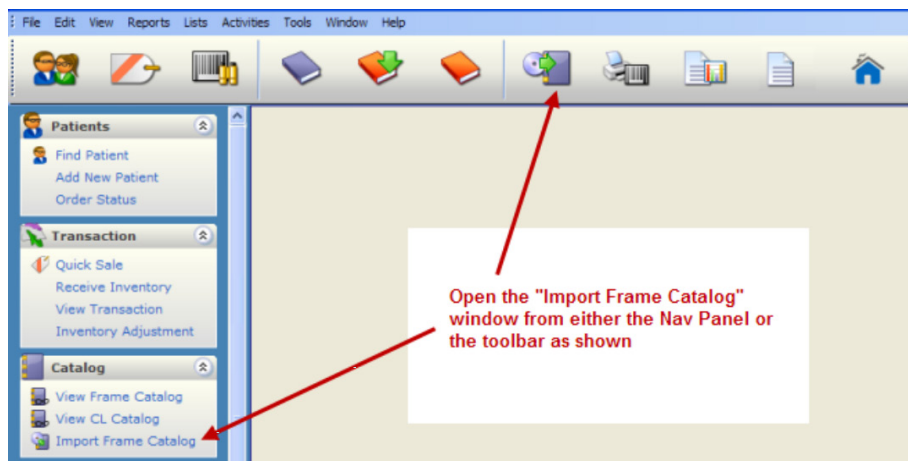 File Edit View Reports Lists Activities Tools Window Help
Patients
Find Patient
Add New Patient
Order Status
Transaction
Quick Sale
Receive Inventory
View Transaction
Inventory Adjustment
Catalog
View Frame Catalog
View CL Catalog
Import Frame Catalog
Open the "Import Frame Catalog"
window from either the Nav Panel or
the toolbar as shown